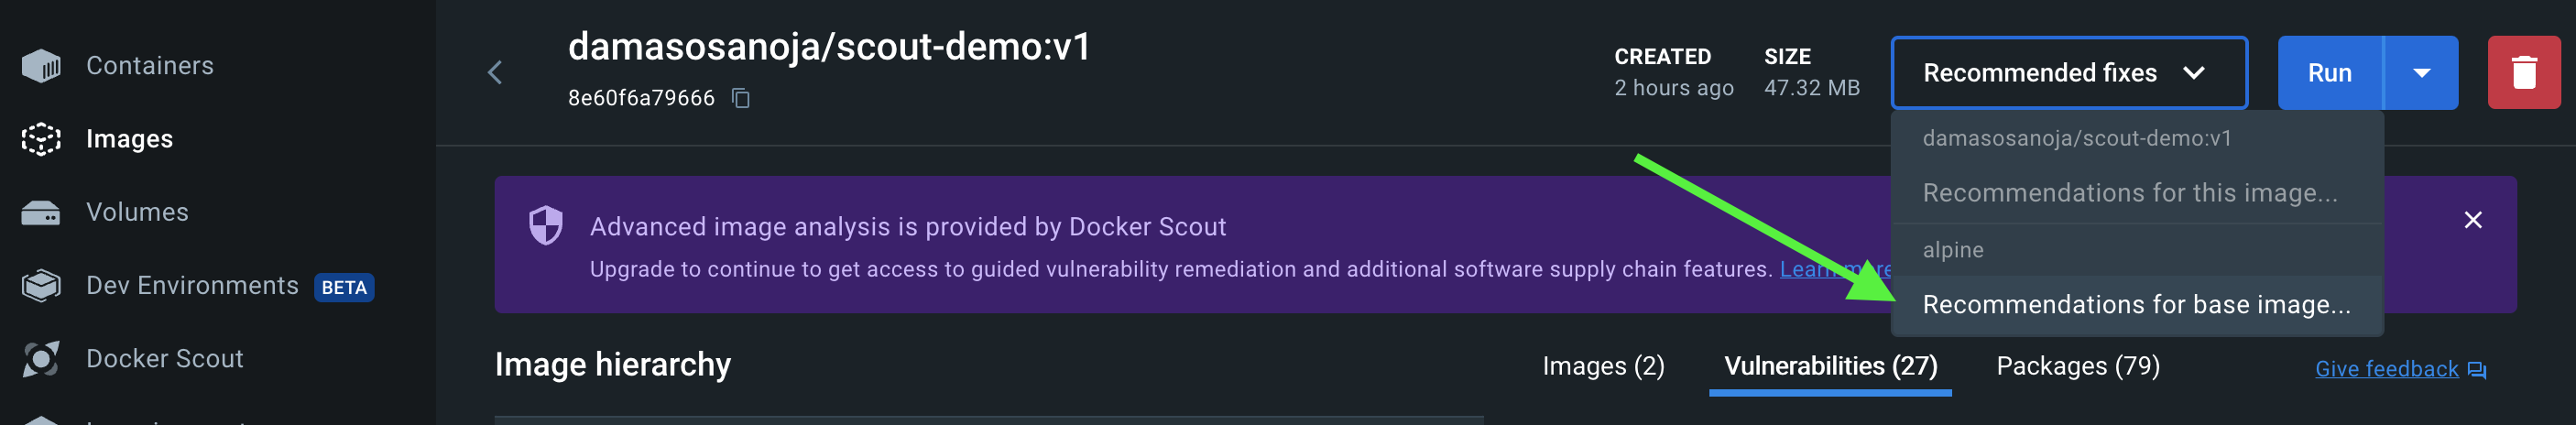 Containers
Images
Volumes
Dev Environments BETA
Docker Scout
damasosanoja/scout-demo:v1
8e60f6a79666
CREATED
2 hours ago
SIZE
47.32 MB
Recommended fixes
Run
damasosanoja/scout-demo:v1
Recommendations for this image...
alpine
Recommendations for base image...
Advanced image analysis is provided by Docker Scout
Upgrade to continue to get access to guided vulnerability remediation and additional software supply chain features. Learn more
Image hierarchy
Images (2)
Vulnerabilities (27)
Packages (79)
Give feedback